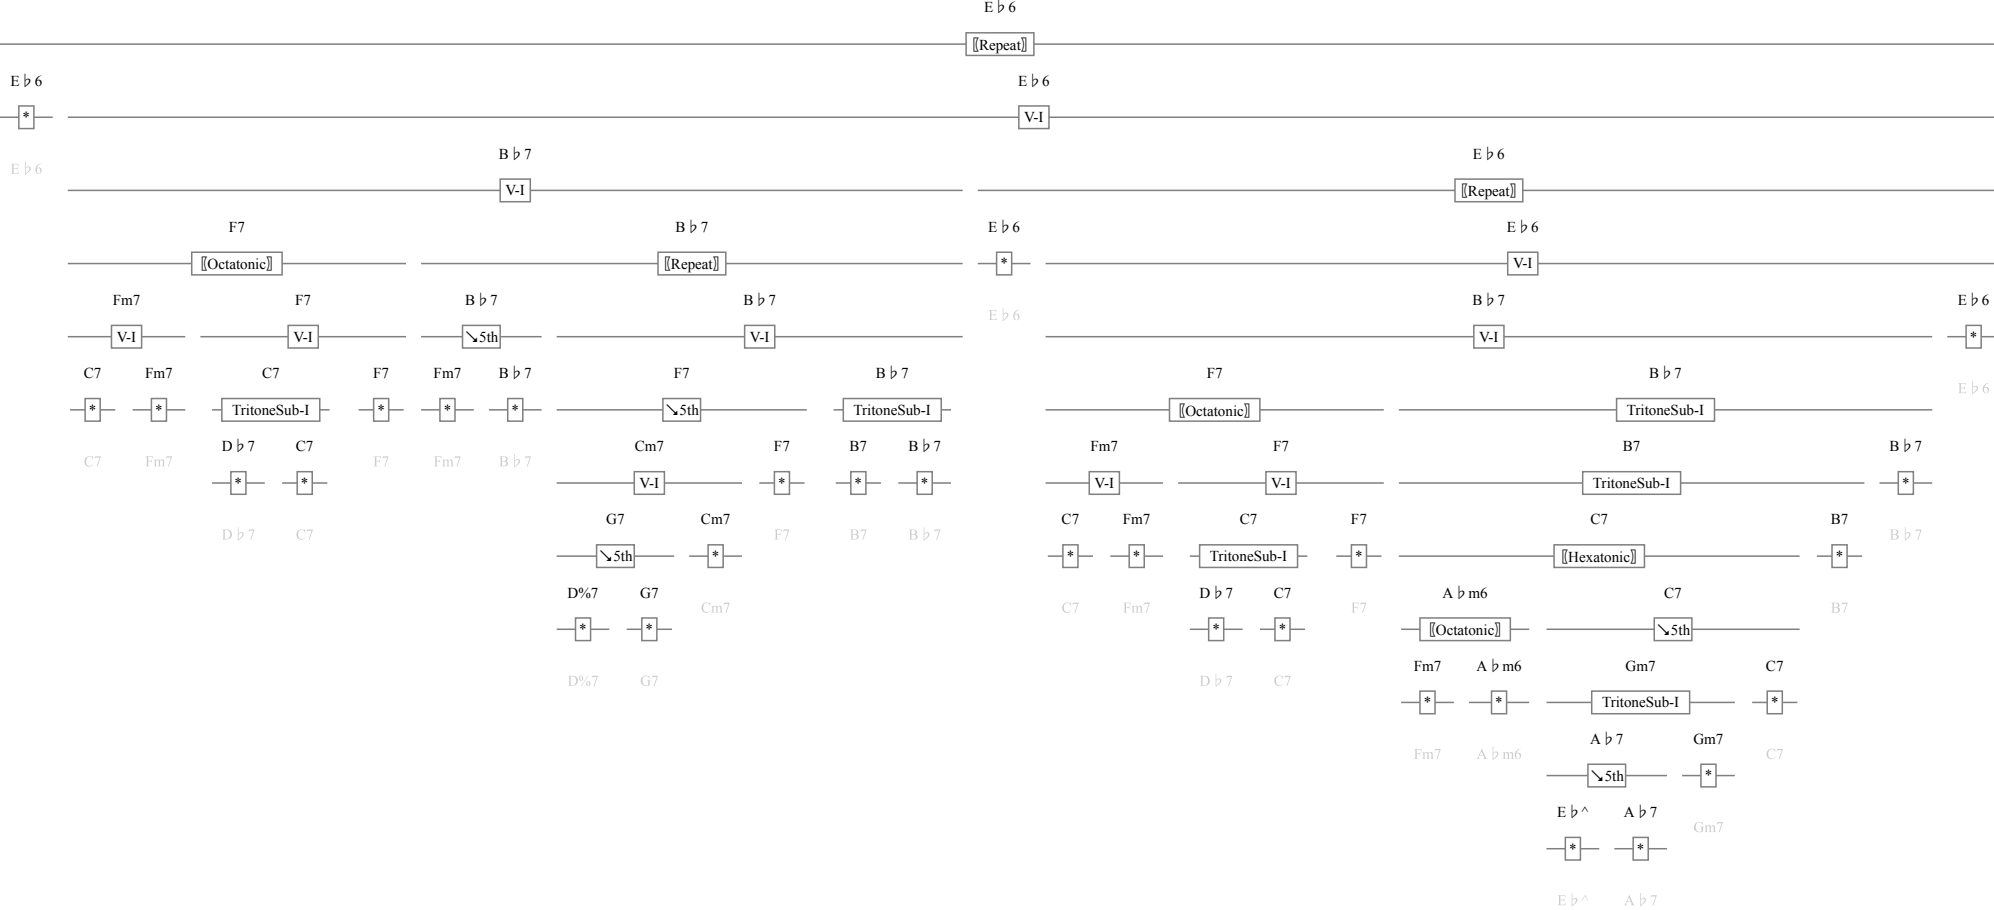 E♭6
⟦Repeat⟧
E♭6 E♭6
* V-I
B♭7 E♭6
E♭6
V-I ⟦Repeat⟧
F7 B♭7 E♭6 E♭6
⟦Octatonic⟧ ⟦Repeat⟧ * V-I
Fm7 F7 B♭7 B♭7 B♭7 E♭6
E♭6
V-I V-I ↘5th V-I V-I *
C7 Fm7 C7 F7 Fm7 B♭7 F7 B♭7 F7 B♭7
E♭6
* * TritoneSub-I * * * ↘5th TritoneSub-I ⟦Octatonic⟧ TritoneSub-I
D♭7 C7 Cm7 F7 B7 B♭7 Fm7 F7 B7 B♭7
C7 Fm7 F7 Fm7 B♭7
* * V-I * * * V-I V-I TritoneSub-I *
G7 Cm7 C7 Fm7 C7 F7 C7 B7
D♭7 C7 F7 B7 B♭7 B♭7
↘5th * * * TritoneSub-I * ⟦Hexatonic⟧ *
D%7 G7 D♭7 C7 A♭m6 C7
Cm7 C7 Fm7 F7 B7
* * * * ⟦Octatonic⟧ ↘5th
Fm7 A♭m6 Gm7 C7
D%7 G7 D♭7 C7
* * TritoneSub-I *
A♭7 Gm7
Fm7 A♭m6 C7
↘5th *
E♭^ A♭7
Gm7
* *
E♭^ A♭7